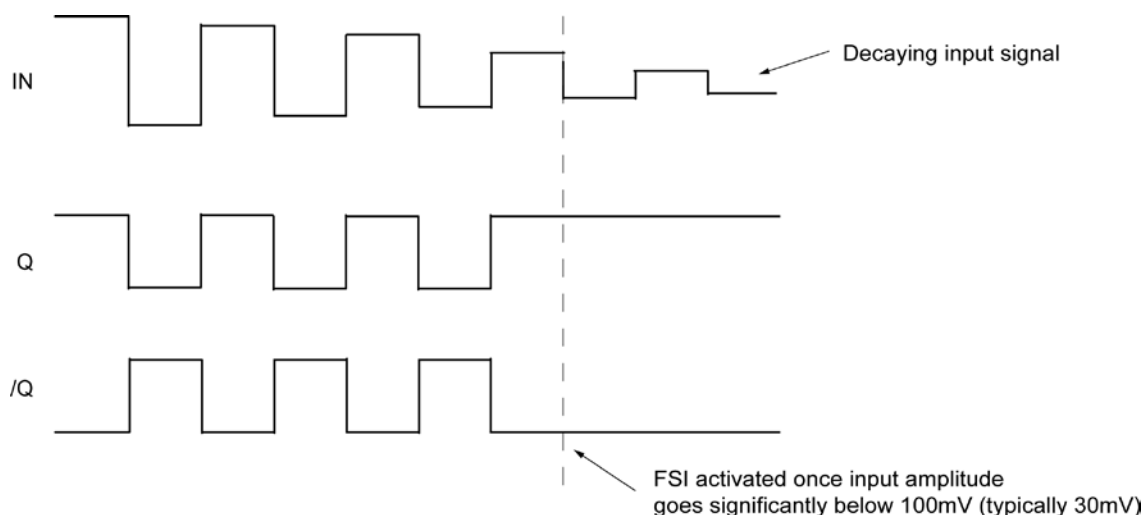 IN
Decaying input signal
Q
/Q
FSI activated once input amplitude
goes significantly below 100mV (typically 30mV)